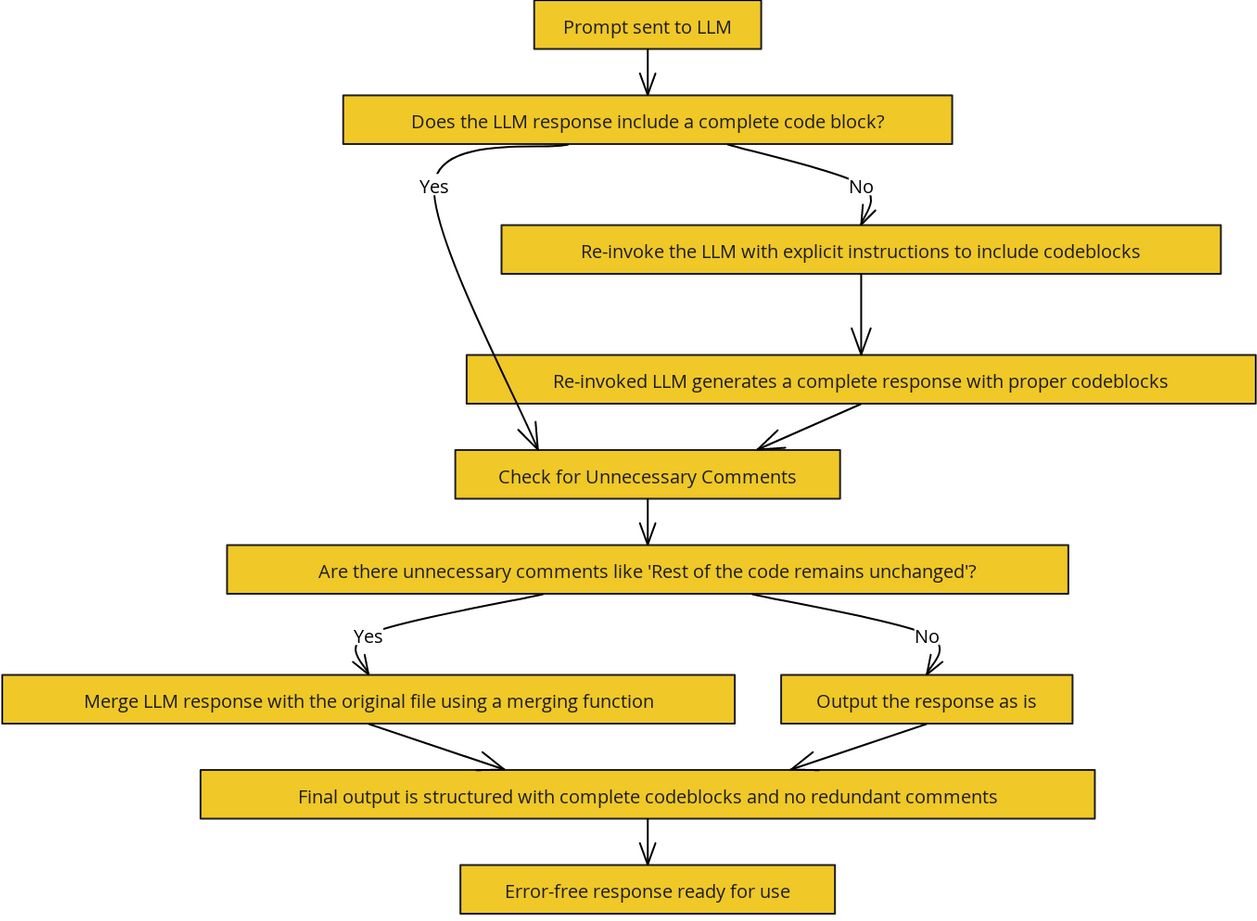 Prompt sent to LLM
Does the LLM response include a complete code block?
Yes
No
Re-invoke the LLM with explicit instructions to include codeblocks
Re-invoked LLM generates a complete response with proper codeblocks
Check for Unnecessary Comments
Are there unnecessary comments like 'Rest of the code remains unchanged'?
Yes
No
Merge LLM response with the original file using a merging function
Output the response as is
Final output is structured with complete codeblocks and no redundant comments
Error-free response ready for use